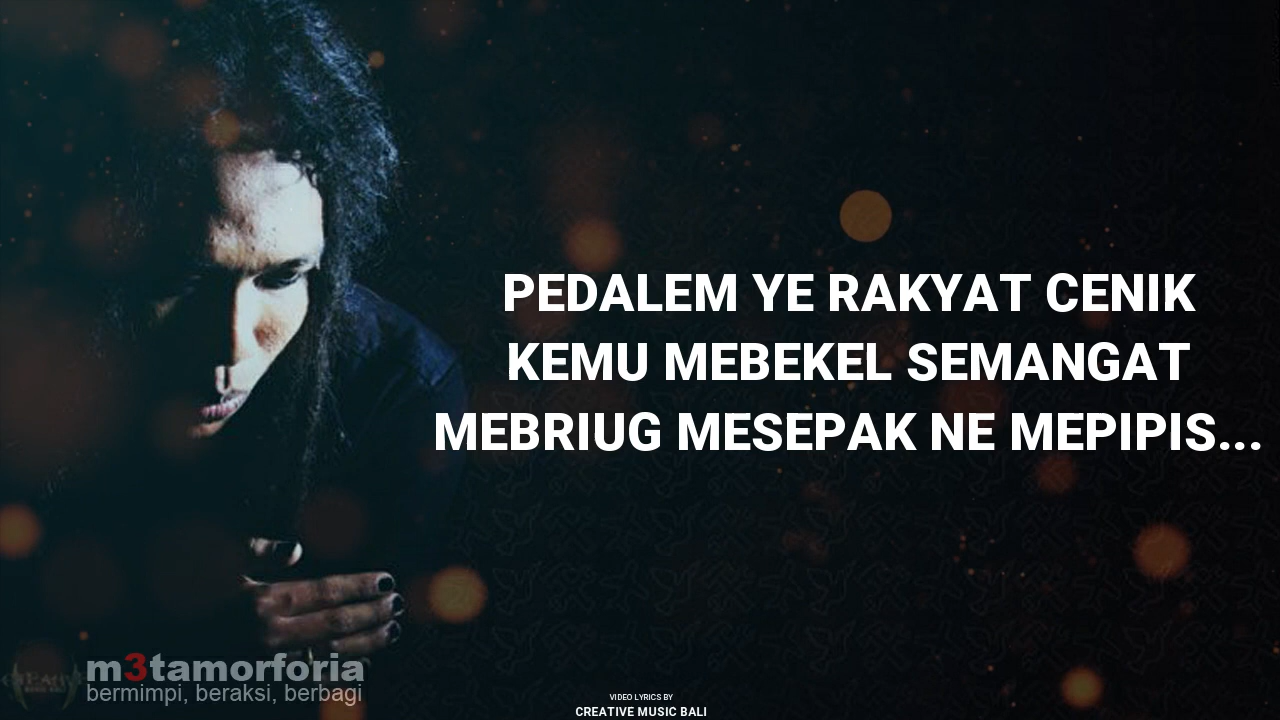 PEDALEM YE RAKYAT CENIK
KEMU MEBEKEL SEMANGAT
MEBRIUG MESEPAK NE MEPIPIS...
m3tamorforia
bermimpi, beraksi, berbagi
VIDEO LYRICS BY
CREATIVE MUSIC BALI